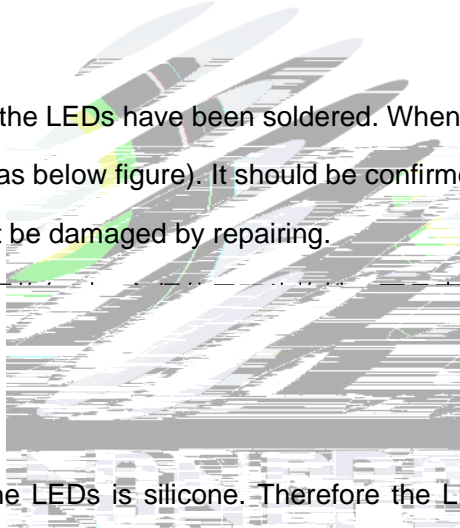 the LEDs have been soldered. When
as below figure). It should be confirme
be damaged by repairing.
LEDs is silicone. Therefore the L